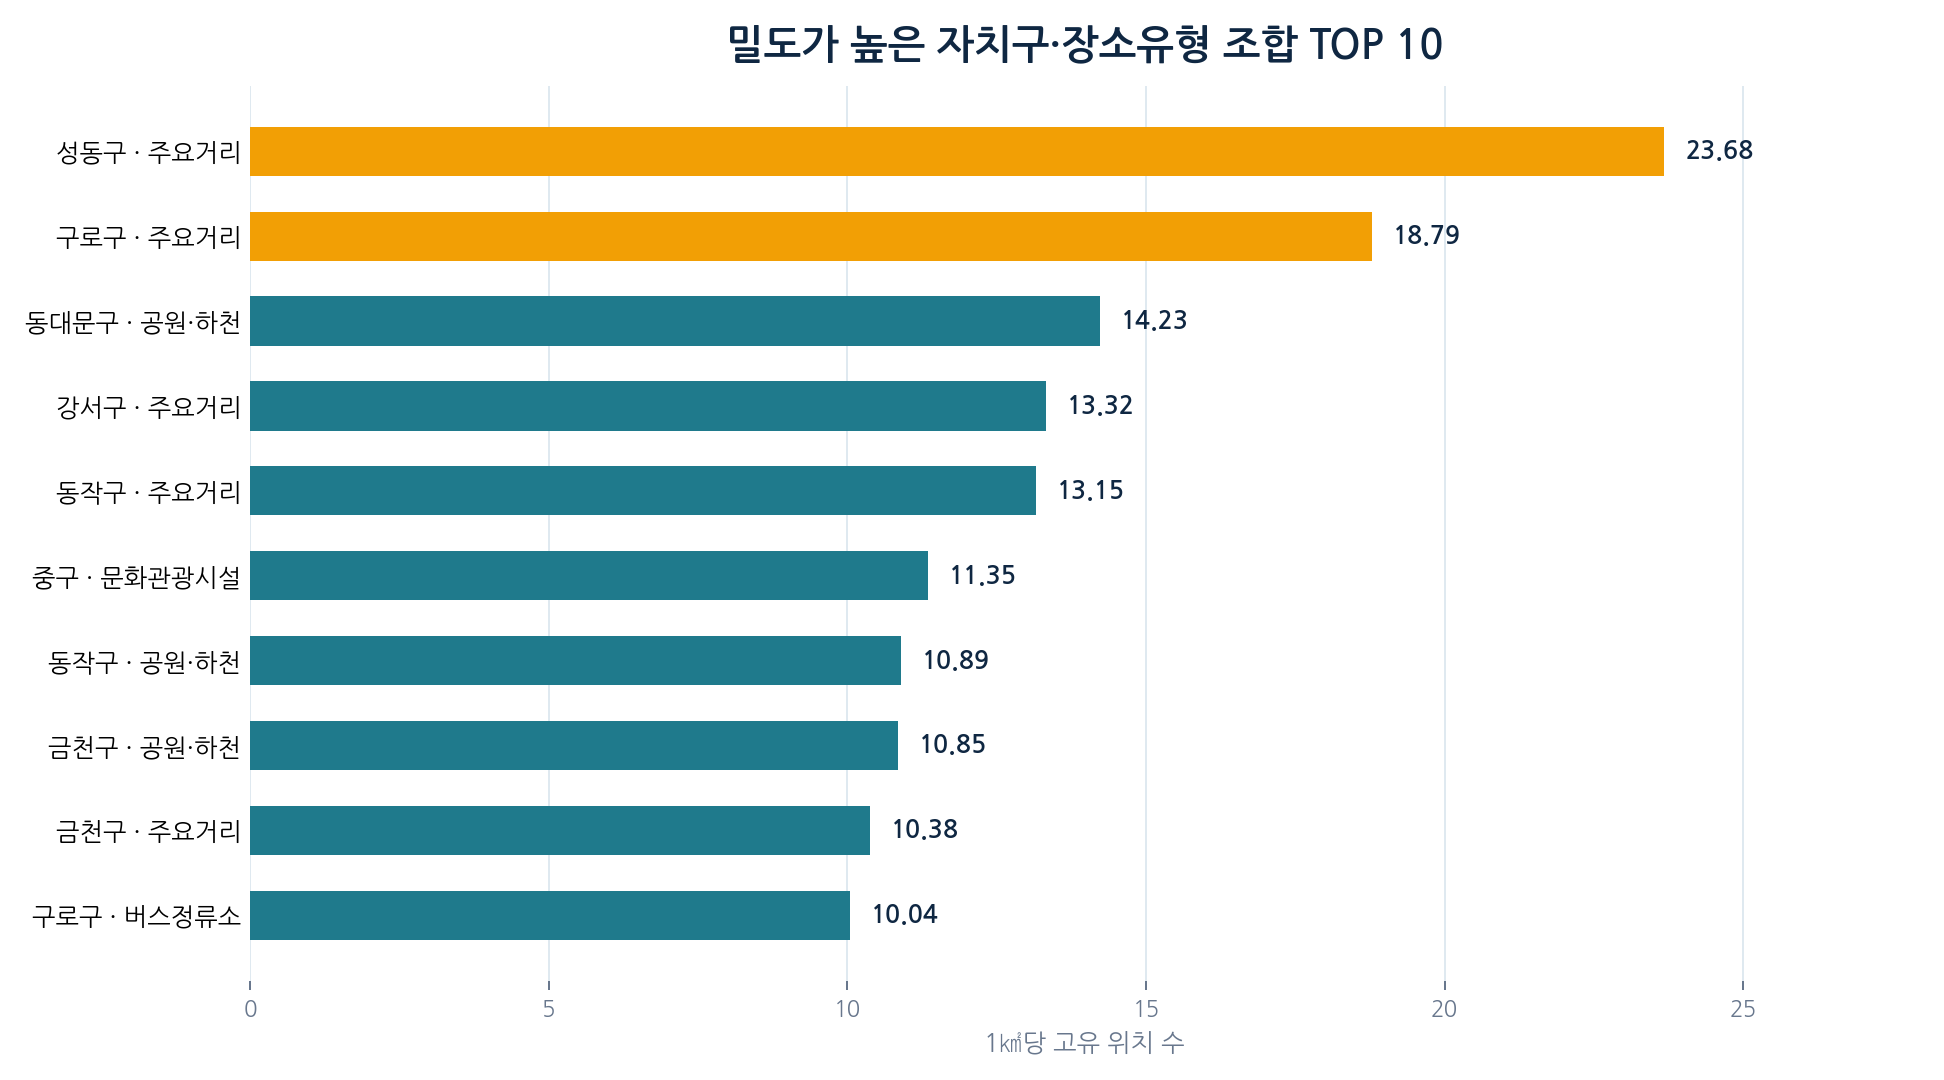 밀도가 높은 자치구·장소유형 조합 TOP 10
성동구 · 주요거리 23.68
구로구 · 주요거리 18.79
동대문구 · 공원·하천 14.23
강서구 · 주요거리 13.32
동작구 · 주요거리 13.15
중구 · 문화관광시설 11.35
동작구 · 공원·하천 10.89
금천구 · 공원·하천 10.85
금천구 · 주요거리 10.38
구로구 · 버스정류소 10.04
0 5 10 15 20 25
1㎢당 고유 위치 수